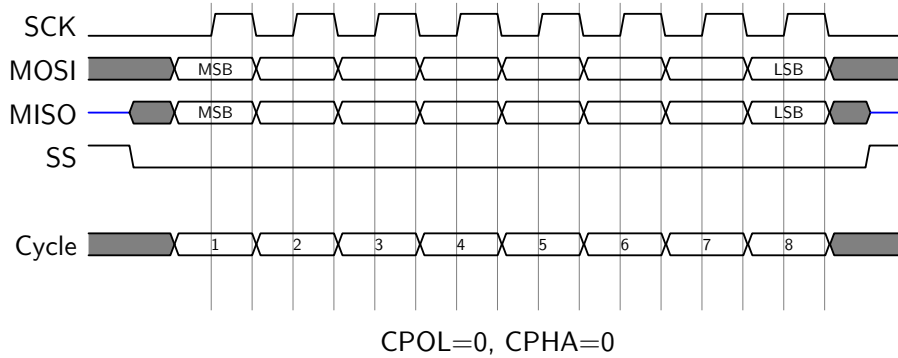 SCK
MOSI MSB LSB
MISO MSB LSB
SS
Cycle 1 2 3 4 5 6 7 8
CPOL=0, CPHA=0